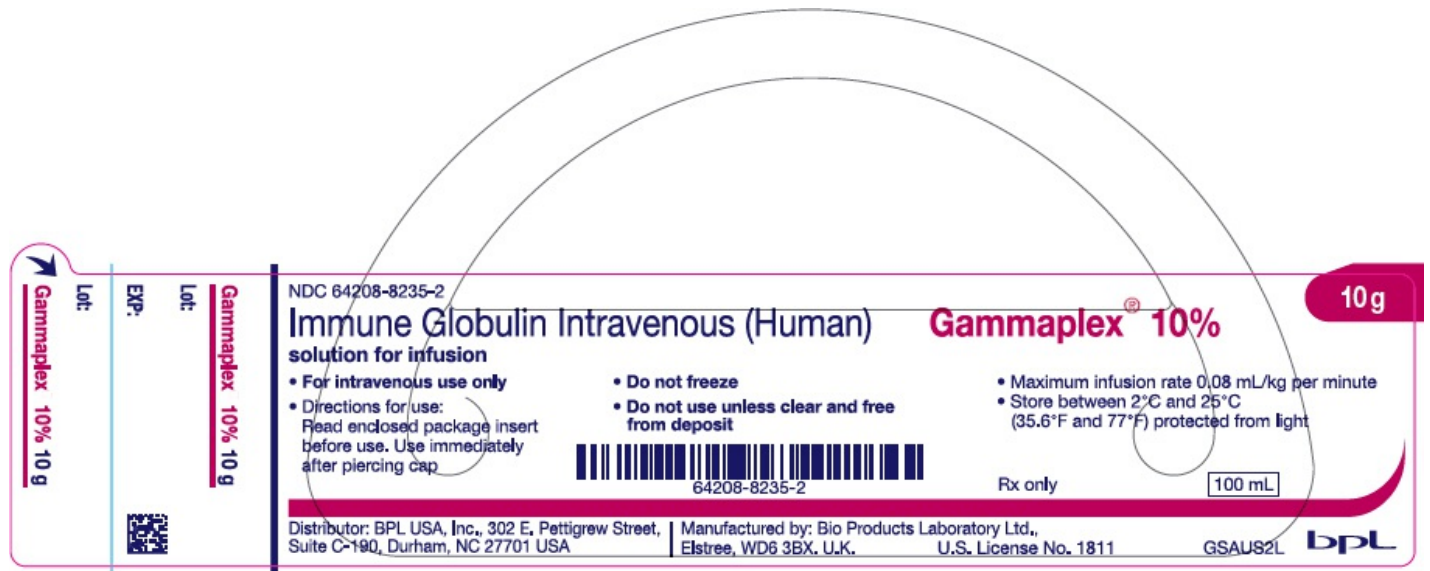 Gammaplex 10% 10 g
Lot:
EXP:
Lot:
Gammaplex 10% 10 g
NDC 64208-8235-2
Immune Globulin Intravenous (Human) Gammaplex® 10%
10 g
solution for infusion
• For intravenous use only
• Directions for use:
Read enclosed package insert
before use. Use immediately
after piercing cap
• Do not freeze
• Do not use unless clear and free
from deposit
64208-8235-2
• Maximum infusion rate 0.08 mL/kg per minute
• Store between 2°C and 25°C
(35.6°F and 77°F) protected from light
Rx only
100 mL
Distributor: BPL USA, Inc., 302 E. Pettigrew Street,
Suite C-190, Durham, NC 27701 USA
Manufactured by: Bio Products Laboratory Ltd.,
Elstree, WD6 3BX. U.K. U.S. License No. 1811
GSAUS2L
bpl